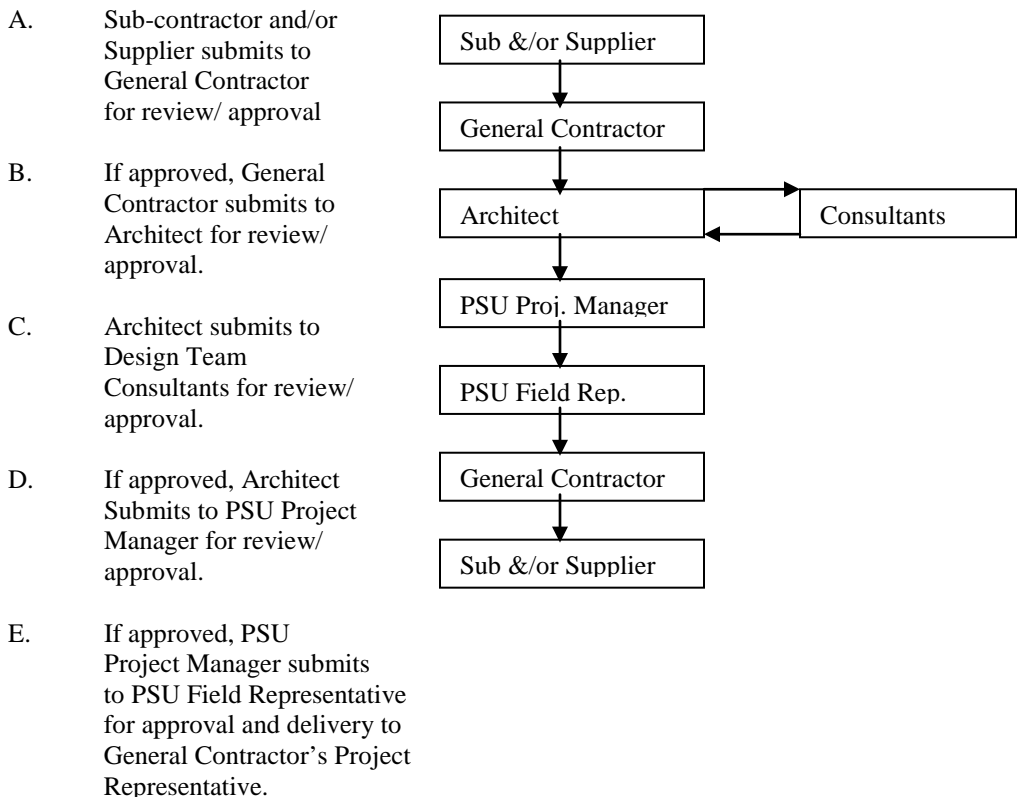 A. Sub-contractor and/or
Supplier submits to
General Contractor
for review/ approval
B. If approved, General
Contractor submits to
Architect for review/
approval.
C. Architect submits to
Design Team
Consultants for review/
approval.
D. If approved, Architect
Submits to PSU Project
Manager for review/
approval.
E. If approved, PSU
Project Manager submits
to PSU Field Representative
for approval and delivery to
General Contractor’s Project
Representative.
Sub &/or Supplier
General Contractor
Architect
Consultants
PSU Proj. Manager
PSU Field Rep.
General Contractor
Sub &/or Supplier